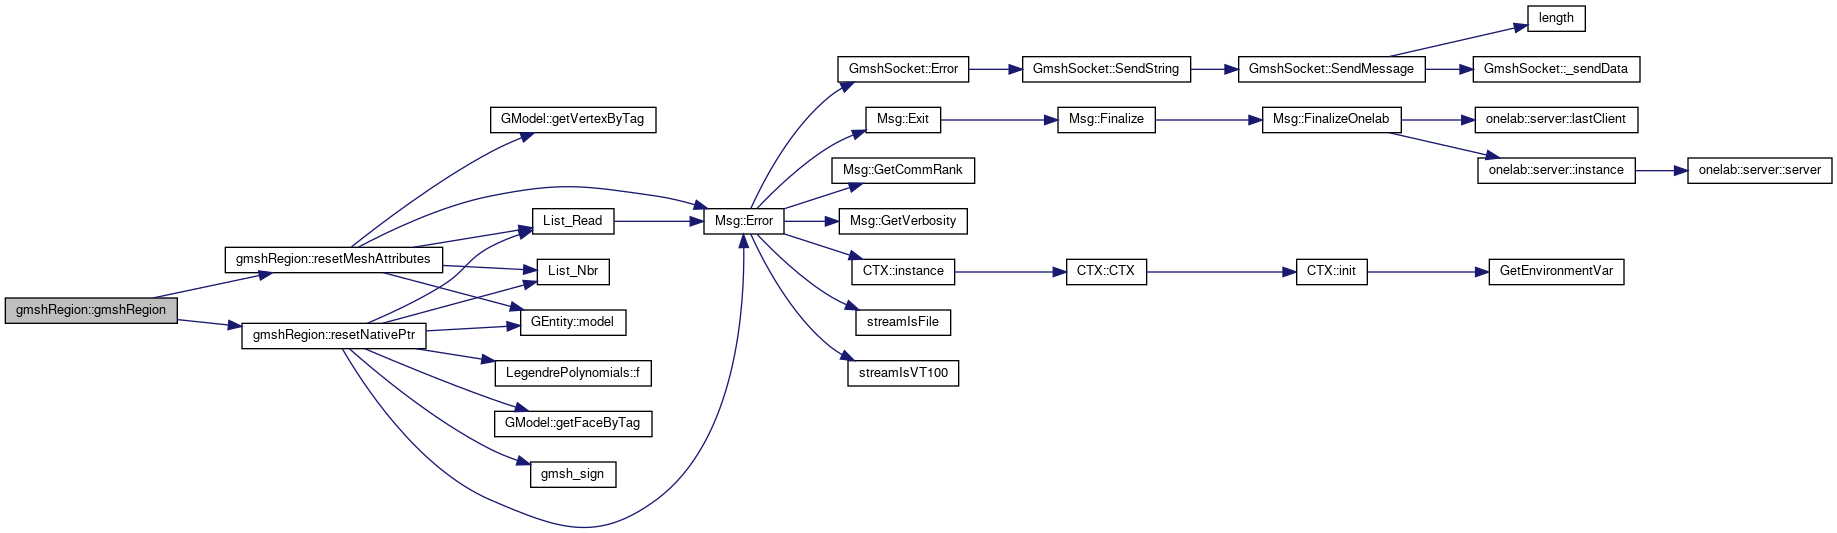 gmshRegion::gmshRegion
gmshRegion::resetMeshAttributes
gmshRegion::resetNativePtr
GModel::getVertexByTag
List_Read
List_Nbr
GEntity::model
LegendrePolynomials::f
GModel::getFaceByTag
gmsh_sign
Msg::Error
GmshSocket::Error
Msg::Exit
Msg::GetCommRank
Msg::GetVerbosity
CTX::instance
streamIsFile
streamIsVT100
GmshSocket::SendString
Msg::Finalize
CTX::CTX
GmshSocket::SendMessage
Msg::FinalizeOnelab
CTX::init
length
GmshSocket::_sendData
onelab::server::lastClient
onelab::server::instance
GetEnvironmentVar
onelab::server::server